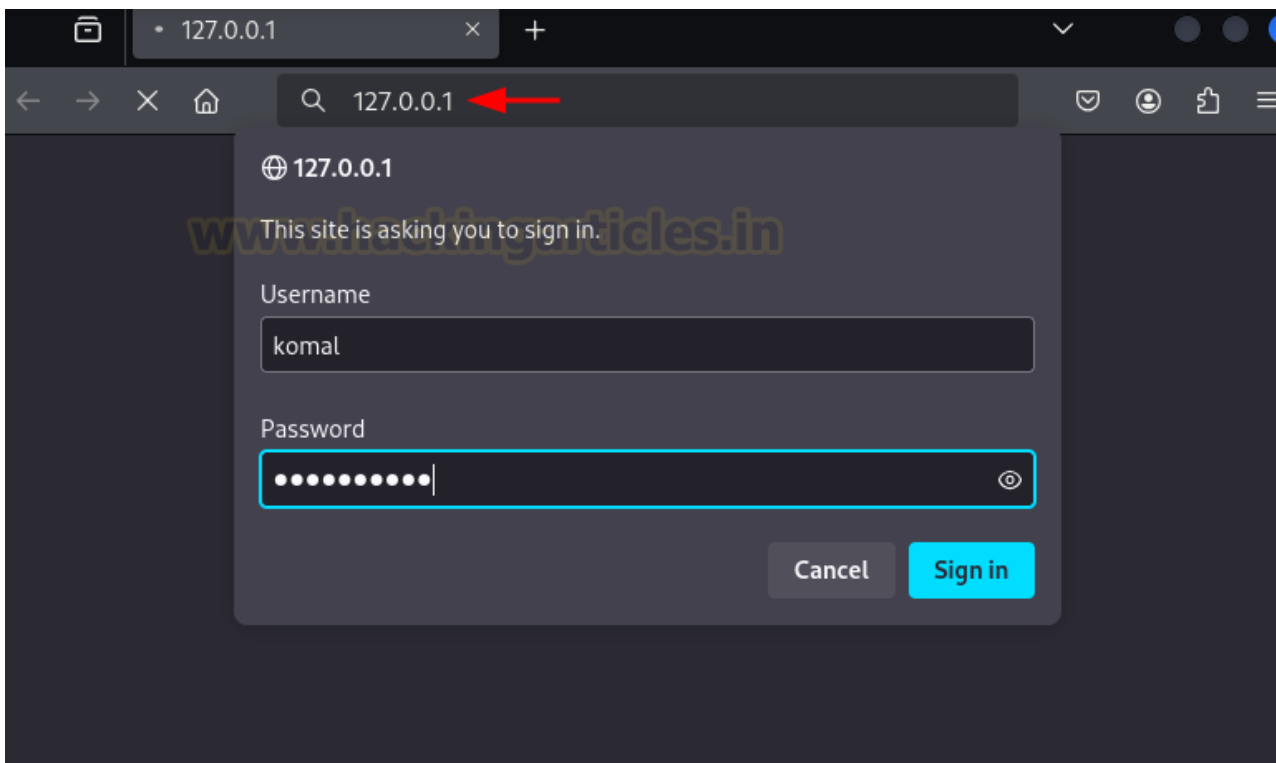 127.0.0.1
127.0.0.1
127.0.0.1
www.hackingarticles.in
This site is asking you to sign in.
Username
komal
Password
Cancel
Sign in